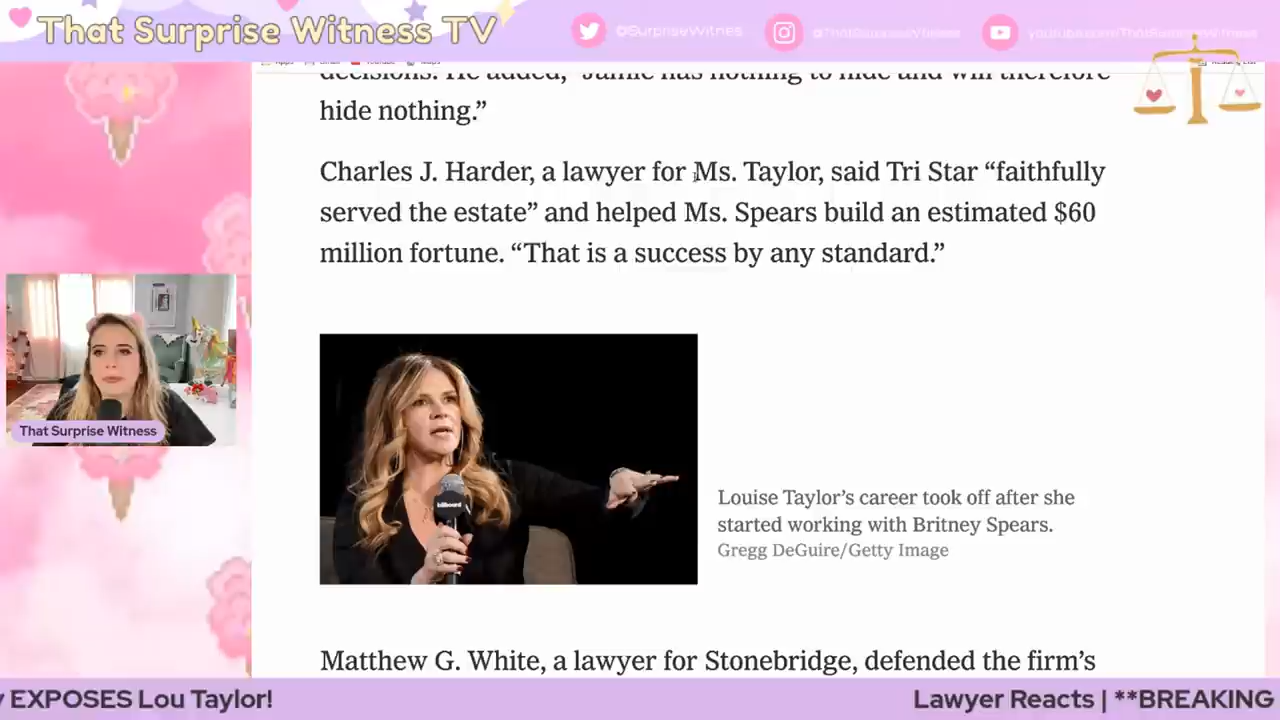 That Surprise Witness TV
@SurpriseWitnes
hide nothing.”
Charles J. Harder, a lawyer for Ms. Taylor, said Tri Star “faithfully
served the estate” and helped Ms. Spears build an estimated $60
million fortune. “That is a success by any standard.”
billboard
That Surprise Witness
Louise Taylor’s career took off after she
started working with Britney Spears.
Gregg DeGuire/Getty Image
Matthew G. White, a lawyer for Stonebridge, defended the firm’s
EXPOSES Lou Taylor!
Lawyer Reacts | **BREAKING